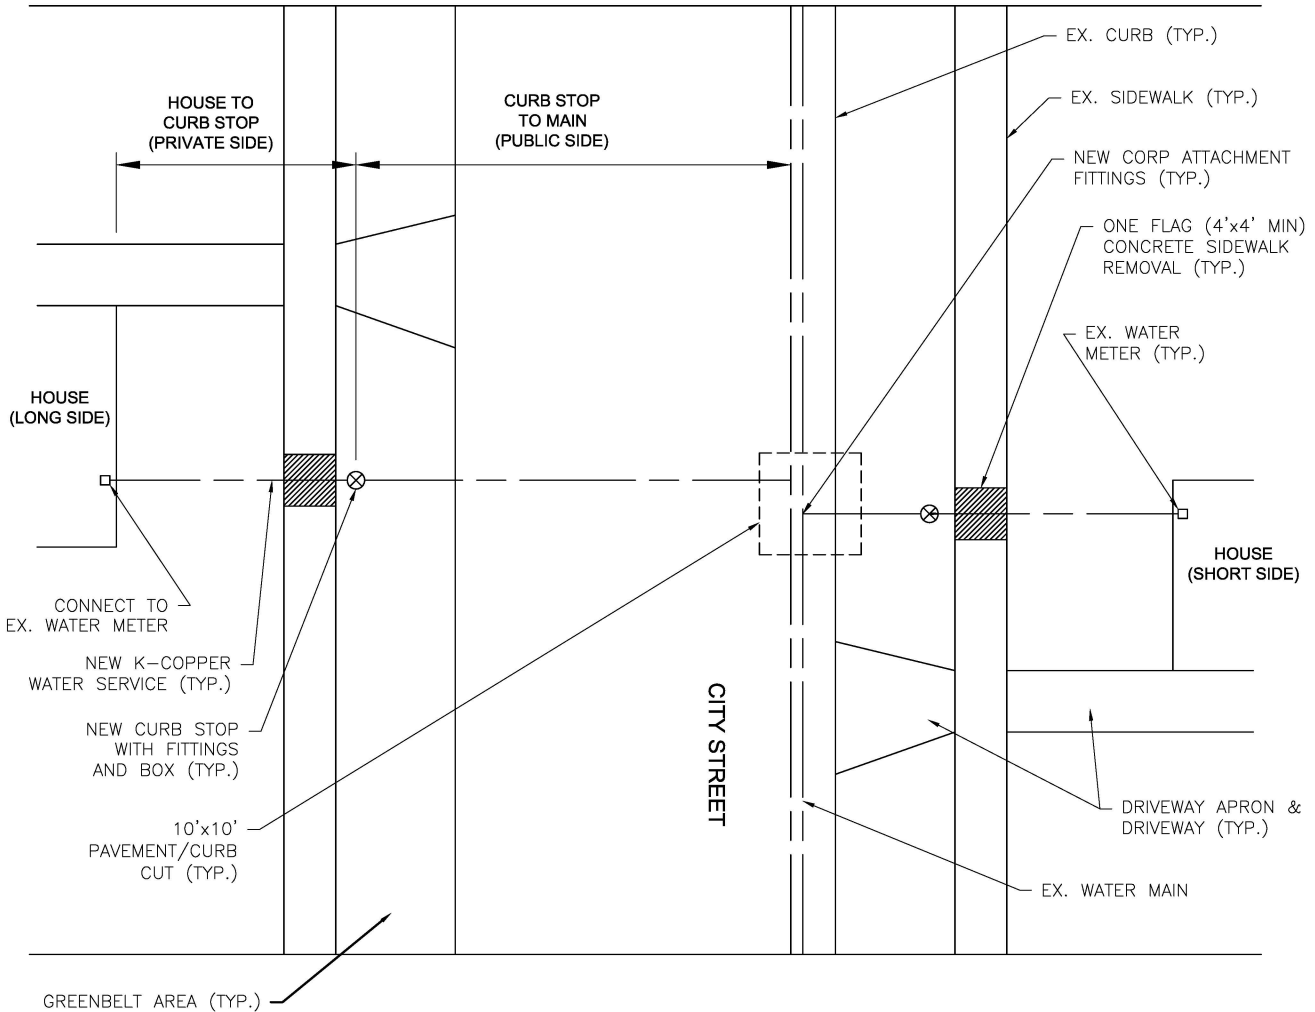 EX. CURB (TYP.)
HOUSE TO
CURB STOP
(PRIVATE SIDE)
CURB STOP
TO MAIN
(PUBLIC SIDE)
EX. SIDEWALK (TYP.)
NEW CORP ATTACHMENT
FITTINGS (TYP.)
ONE FLAG (4'x4' MIN)
CONCRETE SIDEWALK
REMOVAL (TYP.)
EX. WATER
METER (TYP.)
HOUSE
(LONG SIDE)
HOUSE
(SHORT SIDE)
CONNECT TO
EX. WATER METER
NEW K-COPPER
WATER SERVICE (TYP.)
NEW CURB STOP
WITH FITTINGS
AND BOX (TYP.)
CITY STREET
10'x10'
PAVEMENT/CURB
CUT (TYP.)
DRIVEWAY APRON &
DRIVEWAY (TYP.)
EX. WATER MAIN
GREENBELT AREA (TYP.)